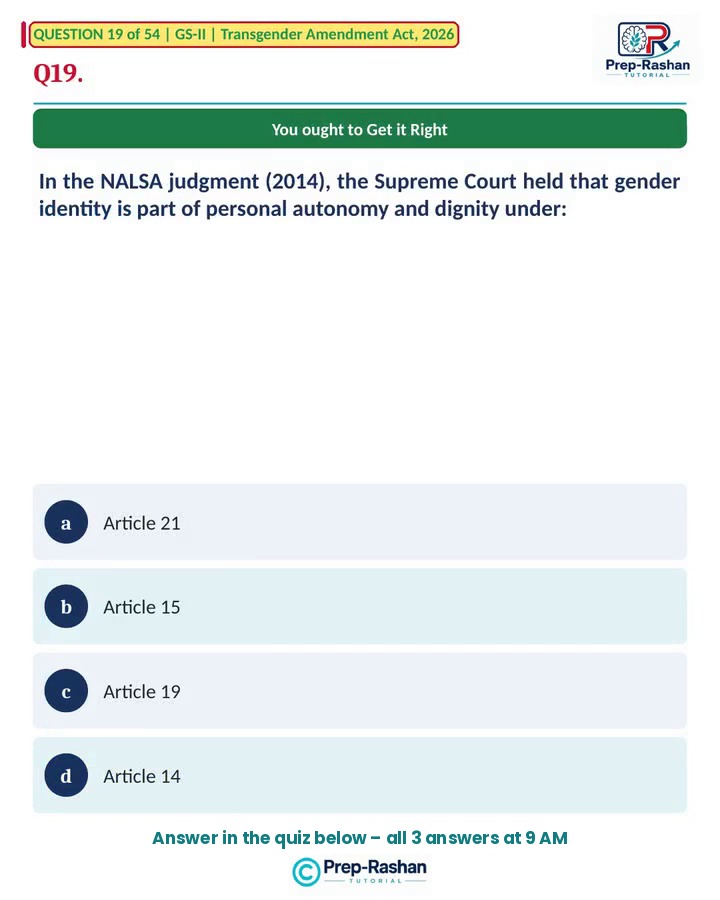 QUESTION 19 of 54 | GS-II | Transgender Amendment Act, 2026
Prep-Rashan
TUTORIAL
Q19.
You ought to Get it Right
In the NALSA judgment (2014), the Supreme Court held that gender
identity is part of personal autonomy and dignity under:
a Article 21
b Article 15
c Article 19
d Article 14
Answer in the quiz below – all 3 answers at 9 AM
© Prep-Rashan
TUTORIAL